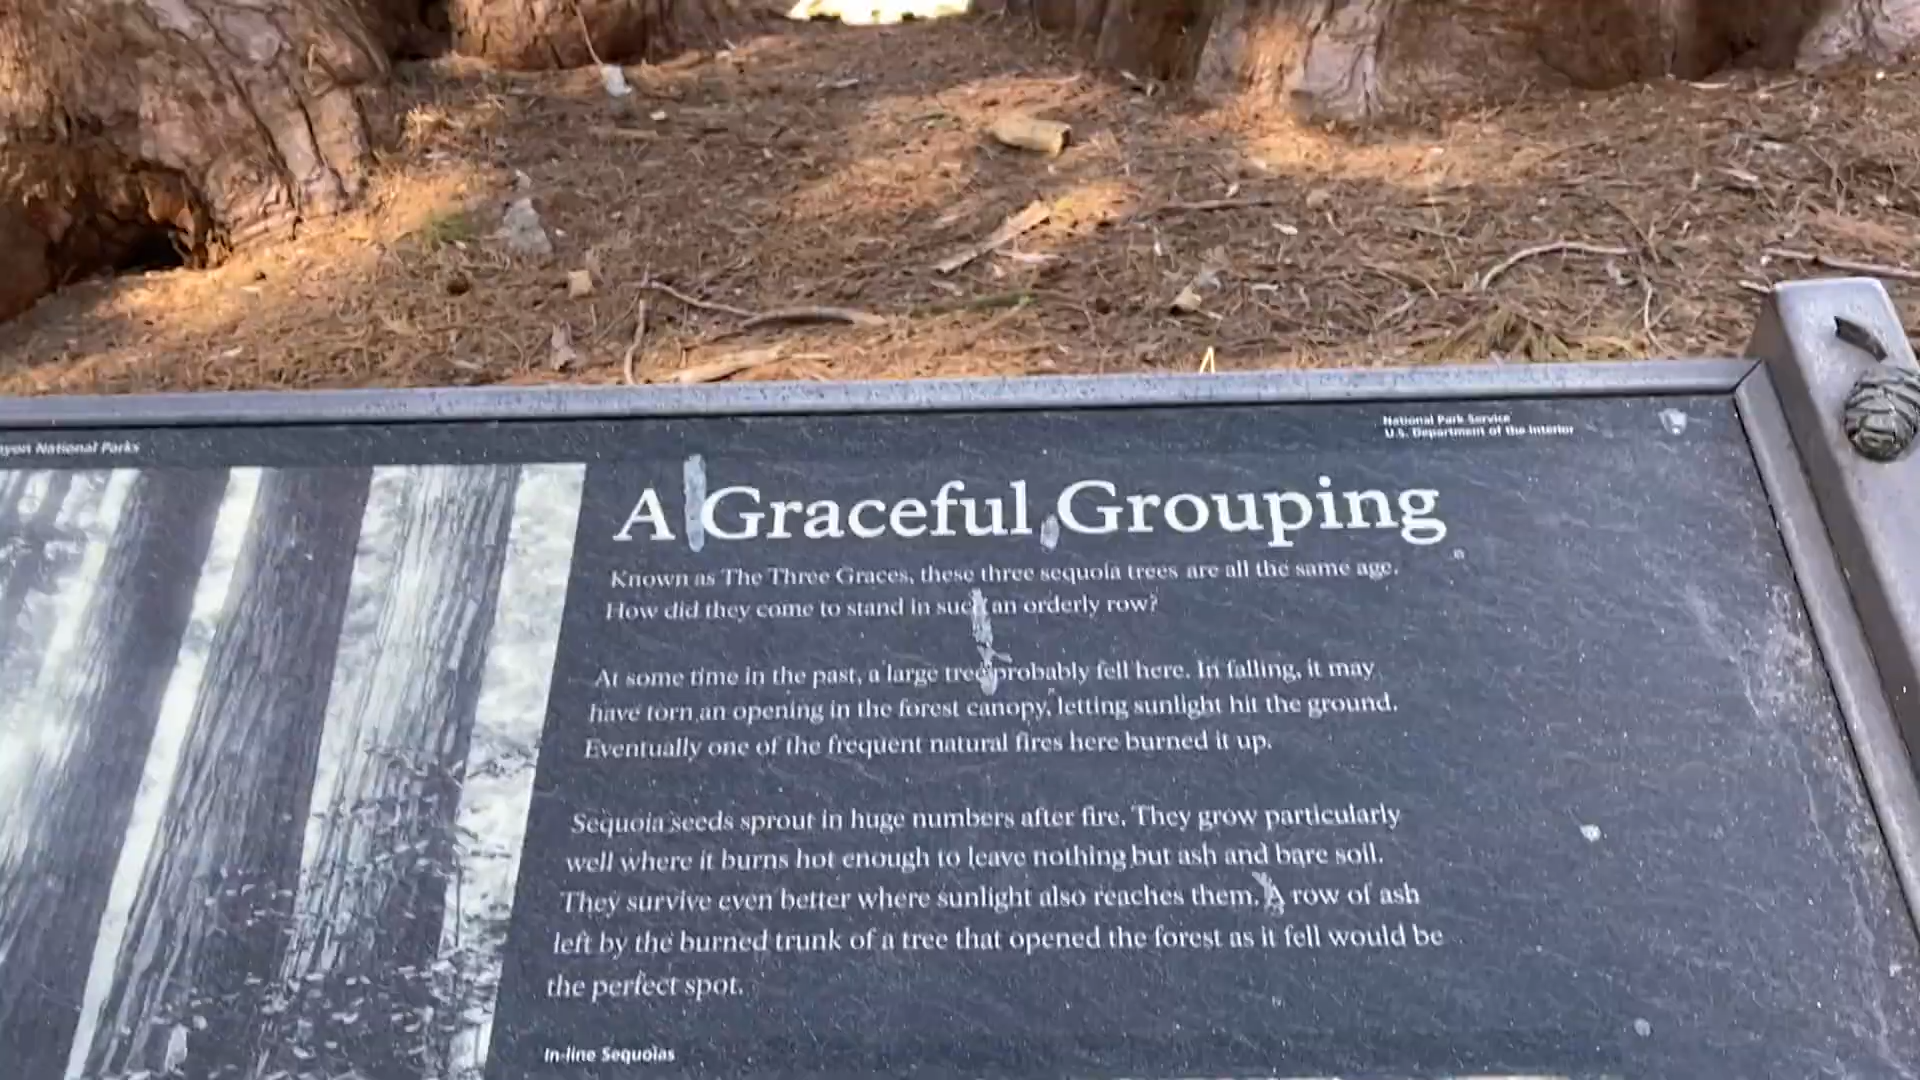 National Park Service
U.S. Department of the Interior
yon National Parks
A Graceful Grouping
Known as The Three Graces, these three sequoia trees are all the same age.
How did they come to stand in such an orderly row?
At some time in the past, a large tree probably fell here. In falling, it may
have torn an opening in the forest canopy, letting sunlight hit the ground.
Eventually one of the frequent natural fires here burned it up.
Sequoia seeds sprout in huge numbers after fire. They grow particularly
well where it burns hot enough to leave nothing but ash and bare soil.
They survive even better where sunlight also reaches them. A row of ash
left by the burned trunk of a tree that opened the forest as it fell would be
the perfect spot.
In-line Sequoias